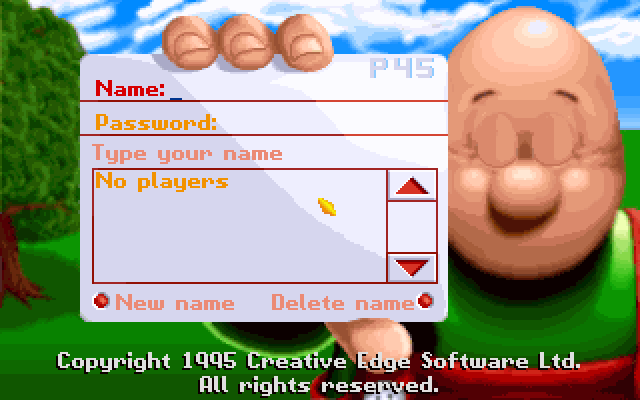 P45
Name:_
Password:
Type your name
No players
New name Delete name
Copyright 1995 Creative Edge Software Ltd.
All rights reserved.